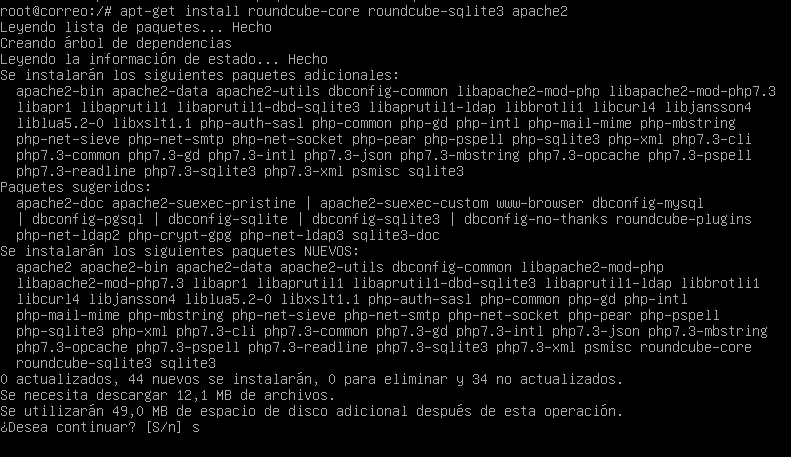 root@correo:/# apt-get install roundcube-core roundcube-sqlite3 apache2
Leyendo lista de paquetes... Hecho
Creando árbol de dependencias
Leyendo la información de estado... Hecho
Se instalarán los siguientes paquetes adicionales:
apache2-bin apache2-data apache2-utils dbconfig-common libapache2-mod-php libapache2-mod-php7.3
libapr1 libaprutil1 libaprutil1-dbd-sqlite3 libaprutil1-ldap libbrotli1 libcurl4 libjansson4
liblua5.2-0 libxslt1.1 php-auth-sasl php-common php-gd php-intl php-mail-mime php-mbstring
php-net-sieve php-net-smtp php-net-socket php-pear php-pspell php-sqlite3 php-xml php7.3-cli
php7.3-common php7.3-gd php7.3-intl php7.3-json php7.3-mbstring php7.3-opcache php7.3-pspell
php7.3-readline php7.3-sqlite3 php7.3-xml psmisc sqlite3
Paquetes sugeridos:
apache2-doc apache2-suexec-pristine | apache2-suexec-custom www-browser dbconfig-mysql
| dbconfig-pgsql | dbconfig-sqlite | dbconfig-sqlite3 | dbconfig-no-thanks roundcube-plugins
php-net-ldap2 php-crypt-gpg php-net-ldap3 sqlite3-doc
Se instalarán los siguientes paquetes NUEVOS:
apache2 apache2-bin apache2-data apache2-utils dbconfig-common libapache2-mod-php
libapache2-mod-php7.3 libapr1 libaprutil1 libaprutil1-dbd-sqlite3 libaprutil1-ldap libbrotli1
libcurl4 libjansson4 liblua5.2-0 libxslt1.1 php-auth-sasl php-common php-gd php-intl
php-mail-mime php-mbstring php-net-sieve php-net-smtp php-net-socket php-pear php-pspell
php-sqlite3 php-xml php7.3-cli php7.3-common php7.3-gd php7.3-intl php7.3-json php7.3-mbstring
php7.3-opcache php7.3-pspell php7.3-readline php7.3-sqlite3 php7.3-xml psmisc roundcube-core
roundcube-sqlite3 sqlite3
0 actualizados, 44 nuevos se instalarán, 0 para eliminar y 34 no actualizados.
Se necesita descargar 12,1 MB de archivos.
Se utilizarán 49,0 MB de espacio de disco adicional después de esta operación.
¿Desea continuar? [S/n] s